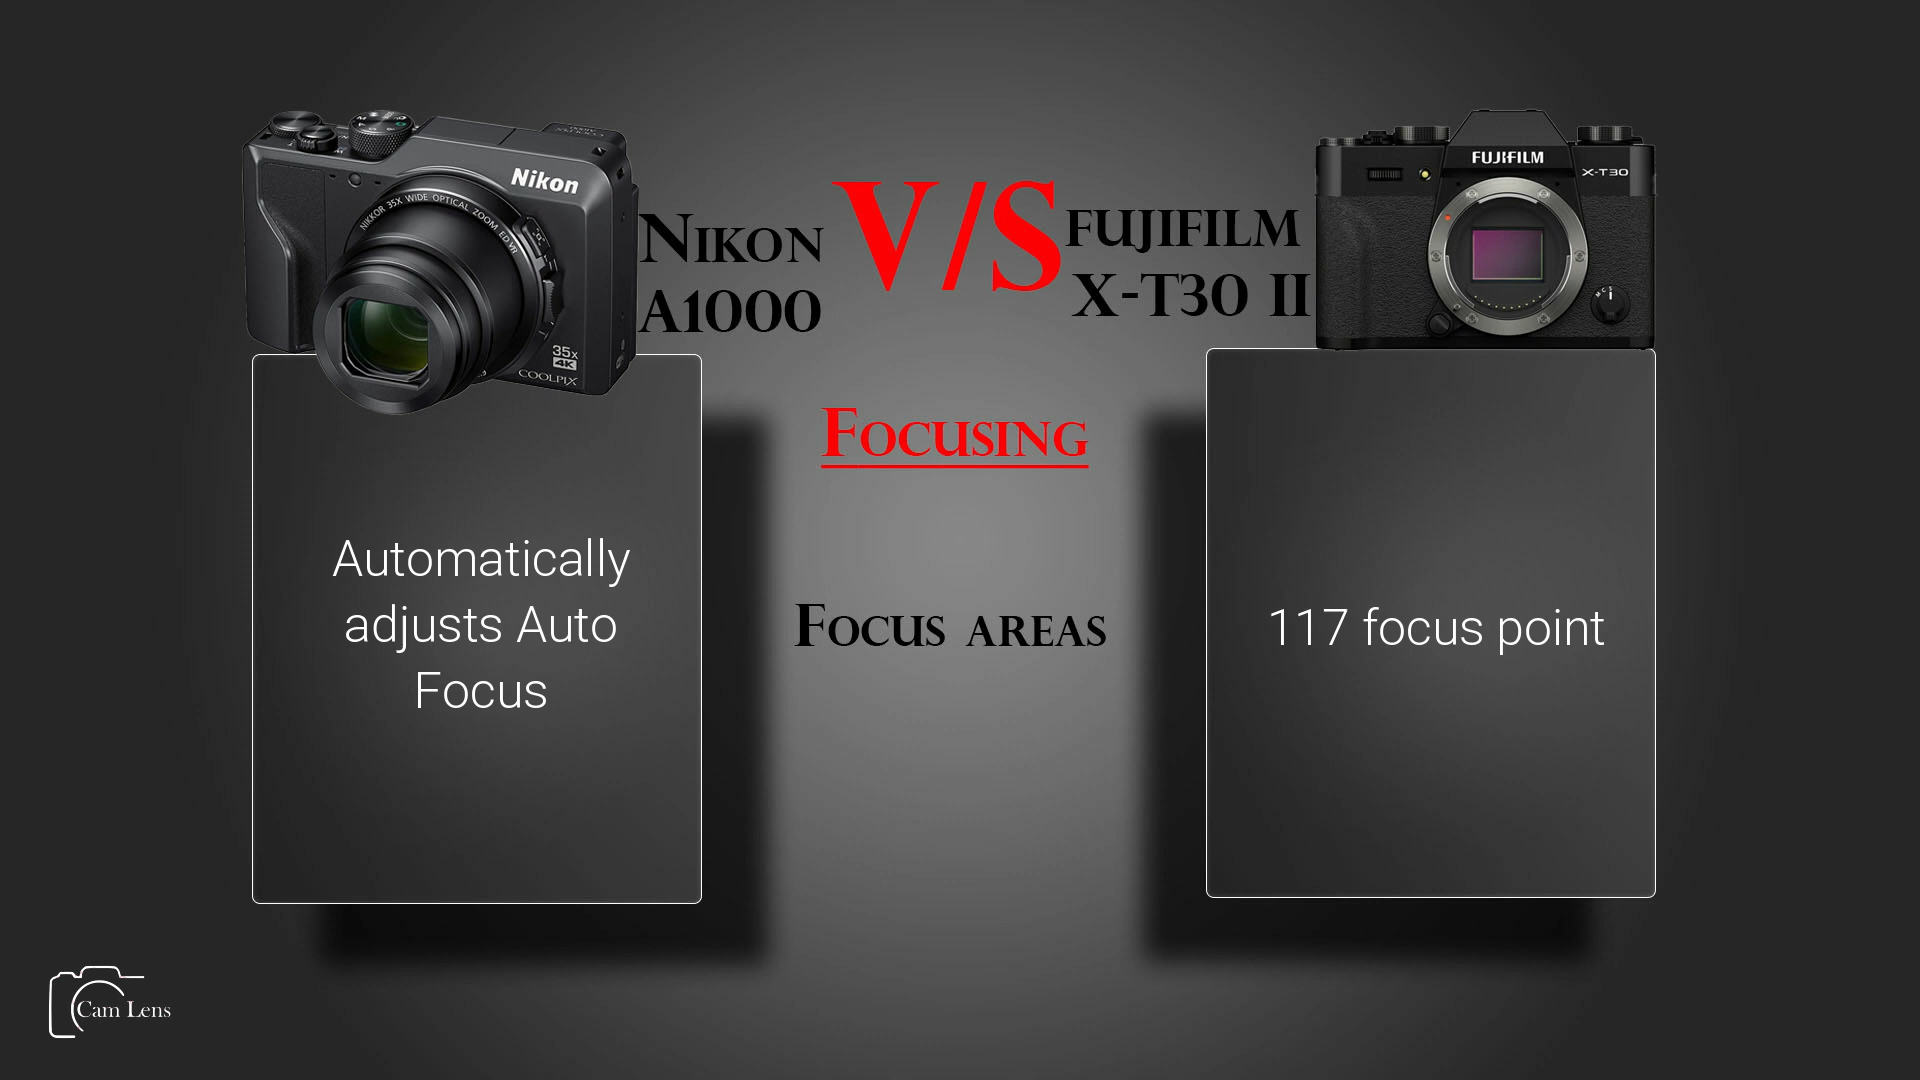 Nikon
NIKKOR 35X WIDE OPTICAL ZOOM ED VR
35x
4K
COOLPIX
NIKON
A1000
V/S
FUJIFILM
X-T30 II
FUJIFILM
X-T30
FOCUSING
Automatically
adjusts Auto
Focus
FOCUS AREAS
117 focus point
Cam Lens